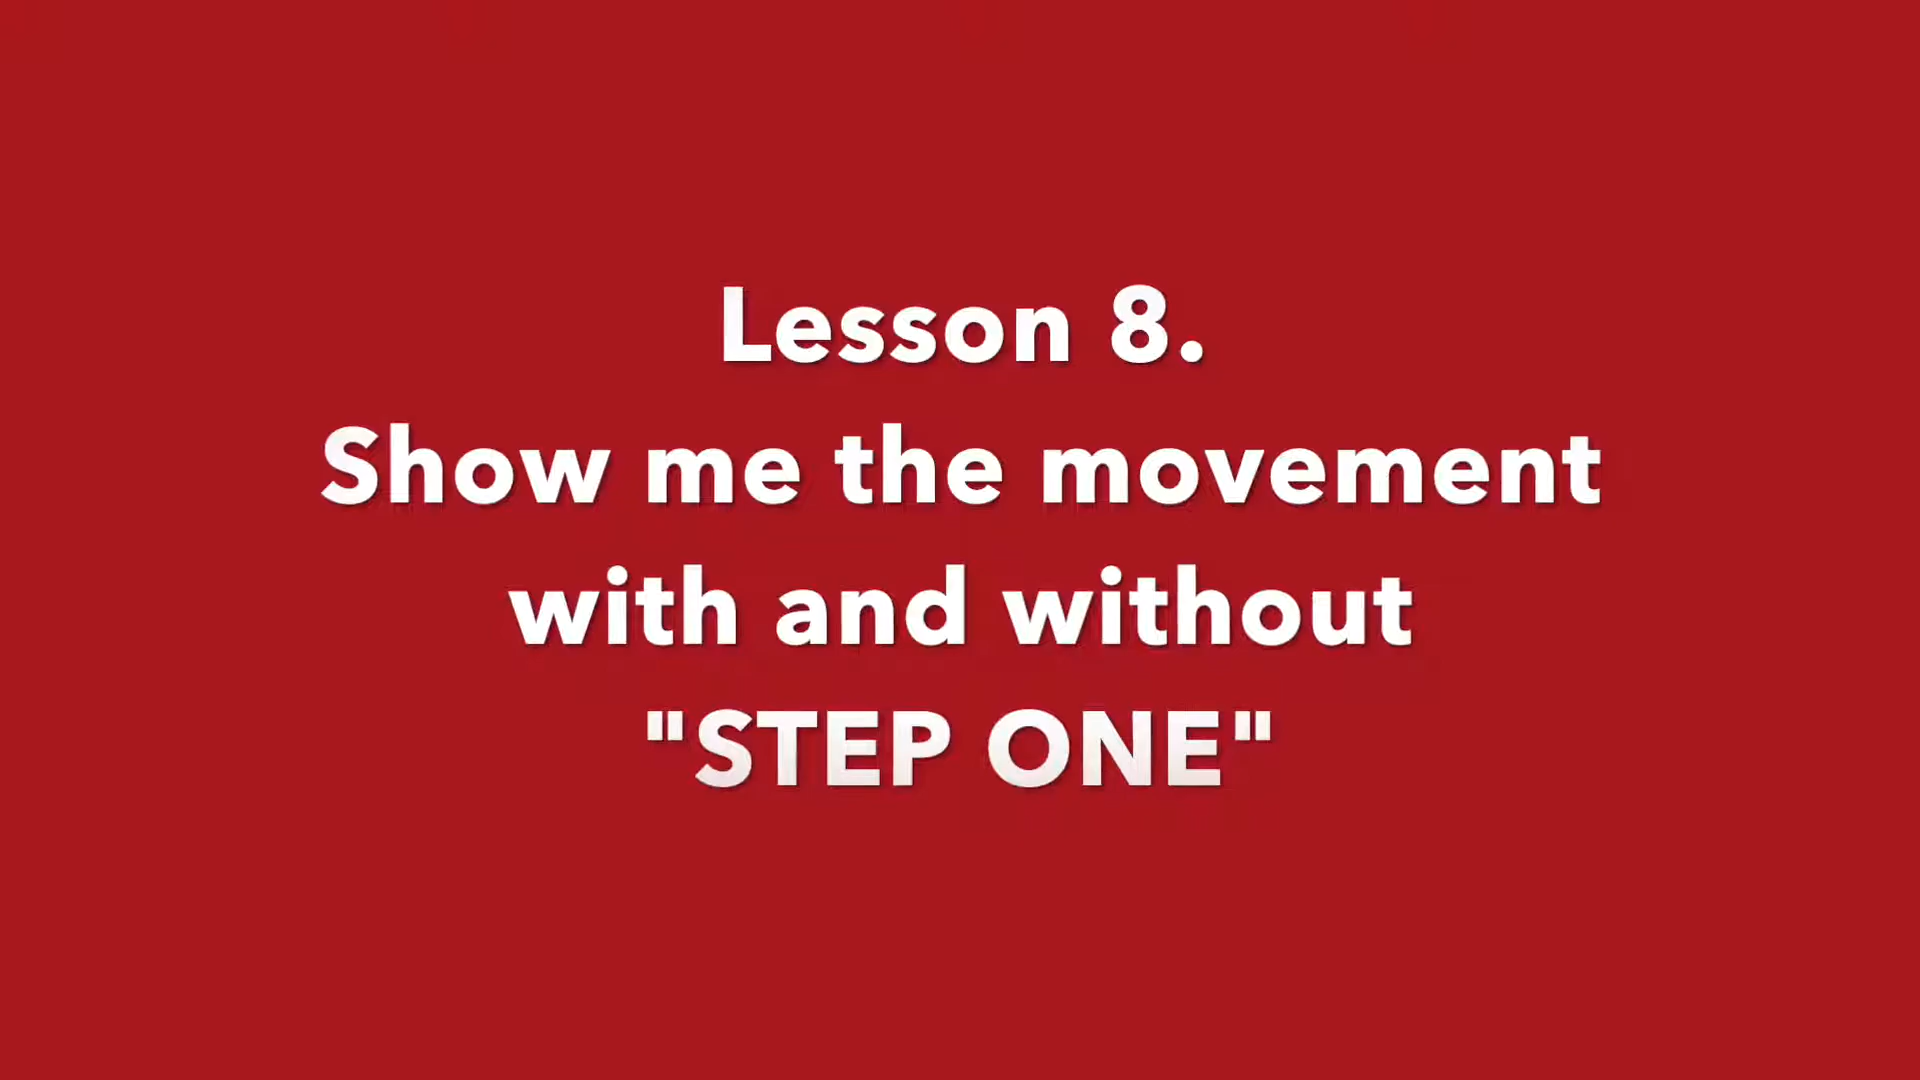 Lesson 8.
Show me the movement
with and without
"STEP ONE"